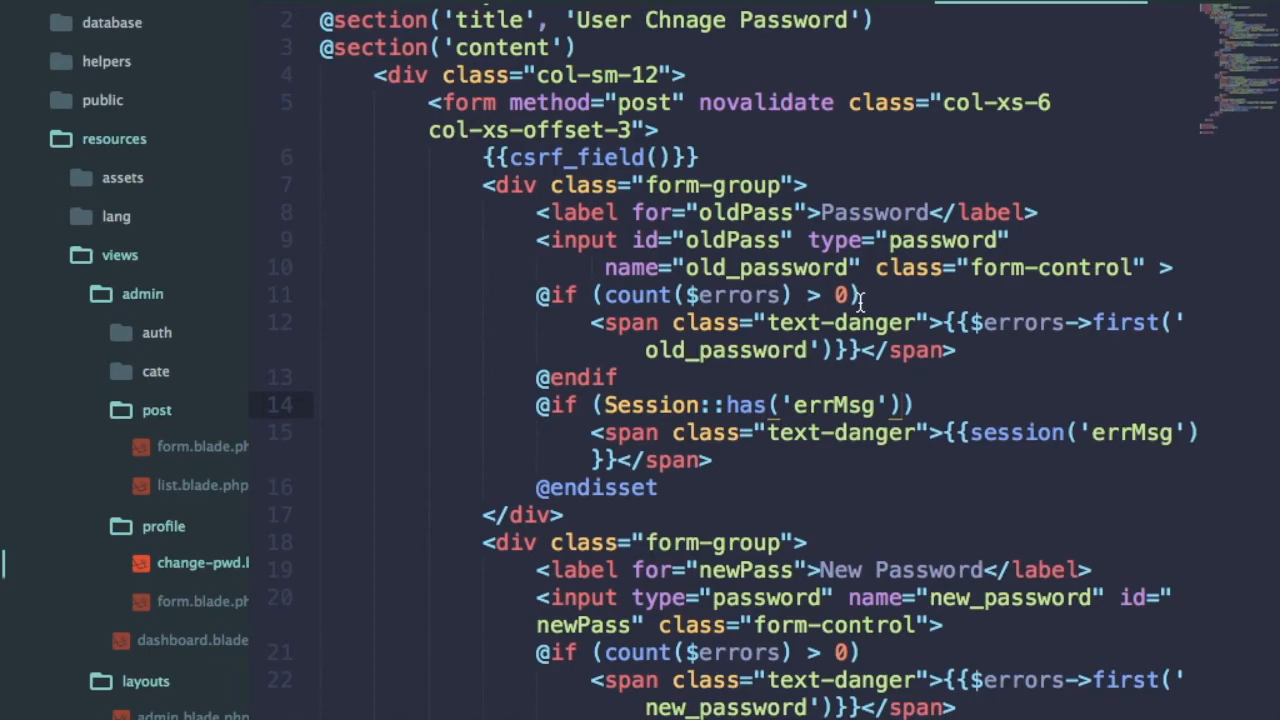 database
helpers
public
resources
assets
lang
views
admin
auth
cate
post
form.blade.ph
list.blade.php
profile
change-pwd.l
form.blade.ph
dashboard.blade
layouts
admin.blade.php
2 @section('title', 'User Chnage Password')
3 @section('content')
4 <div class="col-sm-12">
5 <form method="post" novalidate class="col-xs-6
col-xs-offset-3">
6 {{csrf_field()}}
7 <div class="form-group">
8 <label for="oldPass">Password</label>
9 <input id="oldPass" type="password"
10 name="old_password" class="form-control" >
11 @if (count($errors) > 0)
12 <span class="text-danger">{{$errors->first('
old_password')}}</span>
13 @endif
14 @if (Session::has('errMsg'))
15 <span class="text-danger">{{session('errMsg')
}}</span>
16 @endisset
17 </div>
18 <div class="form-group">
19 <label for="newPass">New Password</label>
20 <input type="password" name="new_password" id="
newPass" class="form-control">
21 @if (count($errors) > 0)
22 <span class="text-danger">{{$errors->first('
new_password')}}</span>